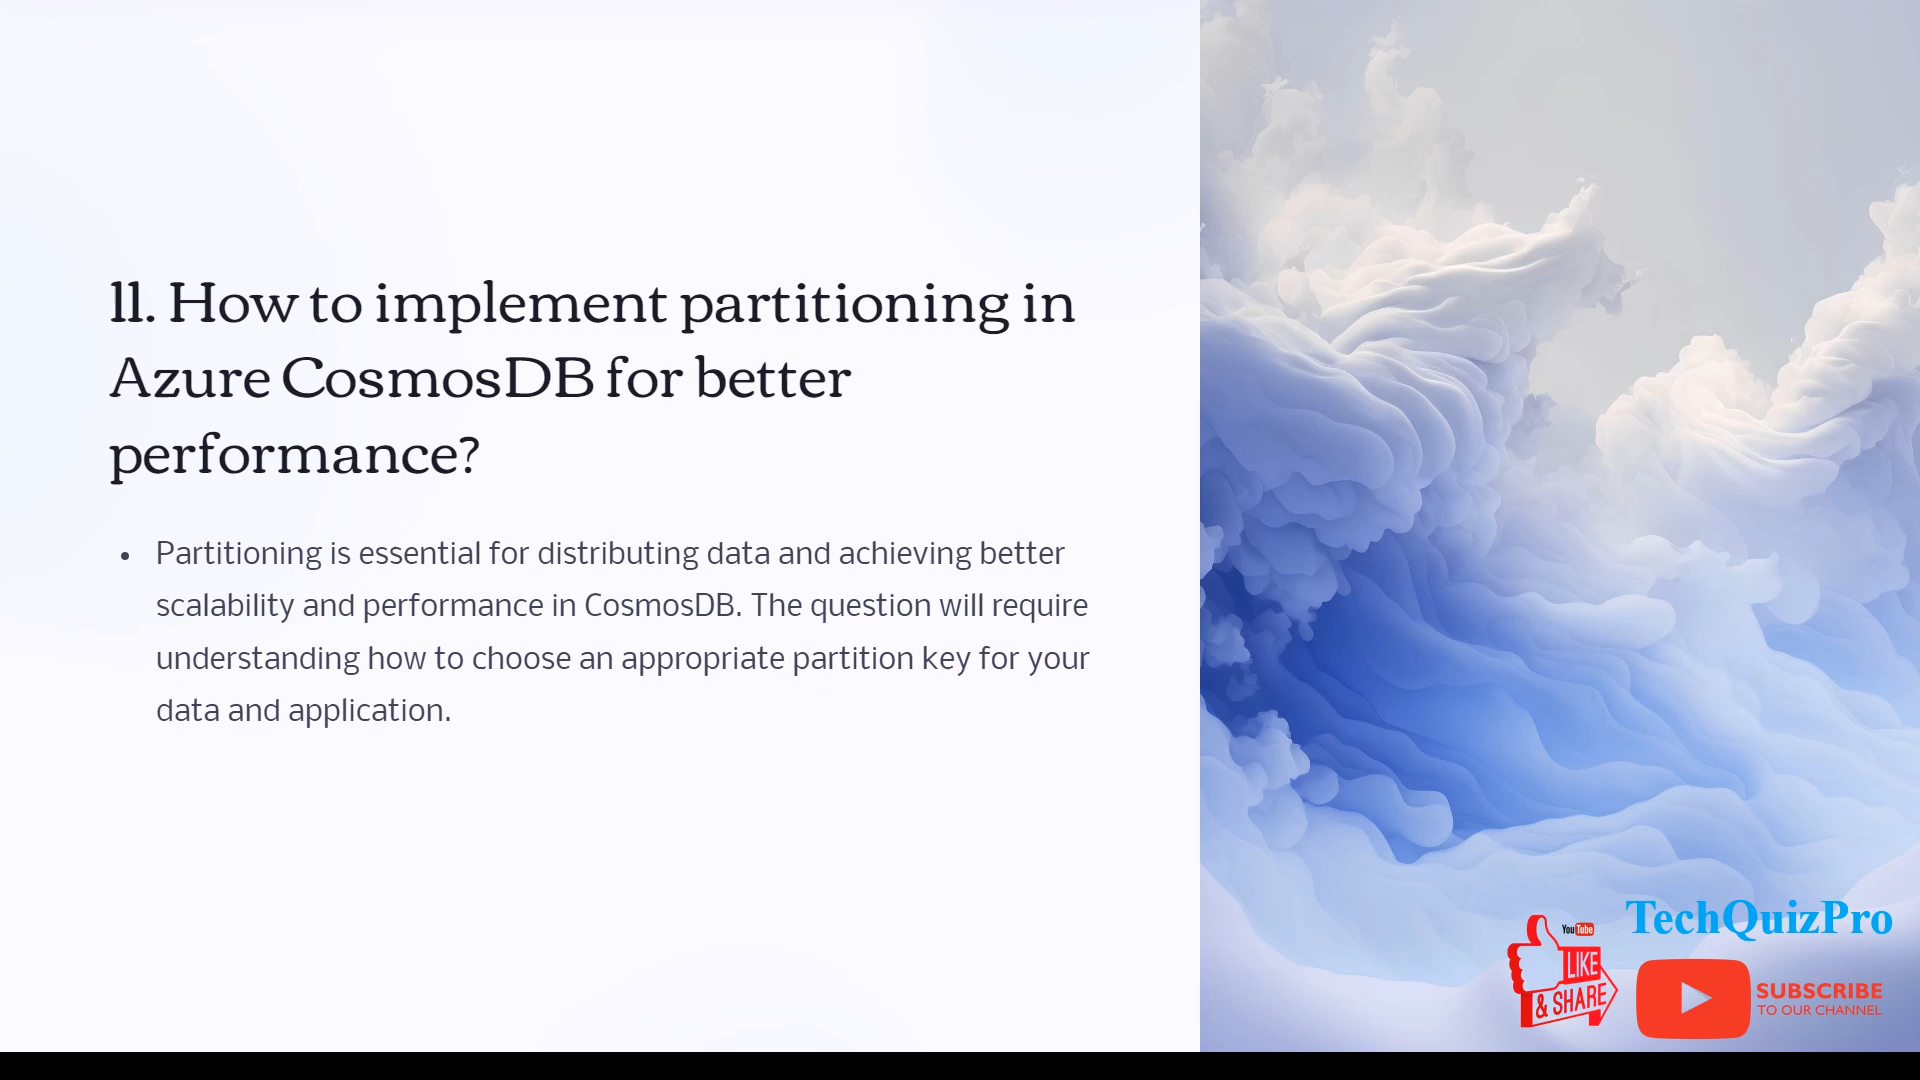 11. How to implement partitioning in
Azure CosmosDB for better
performance?
• Partitioning is essential for distributing data and achieving better
scalability and performance in CosmosDB. The question will require
understanding how to choose an appropriate partition key for your
data and application.
TechQuizPro
YouTube
LIKE
& SHARE
SUBSCRIBE
TO OUR CHANNEL